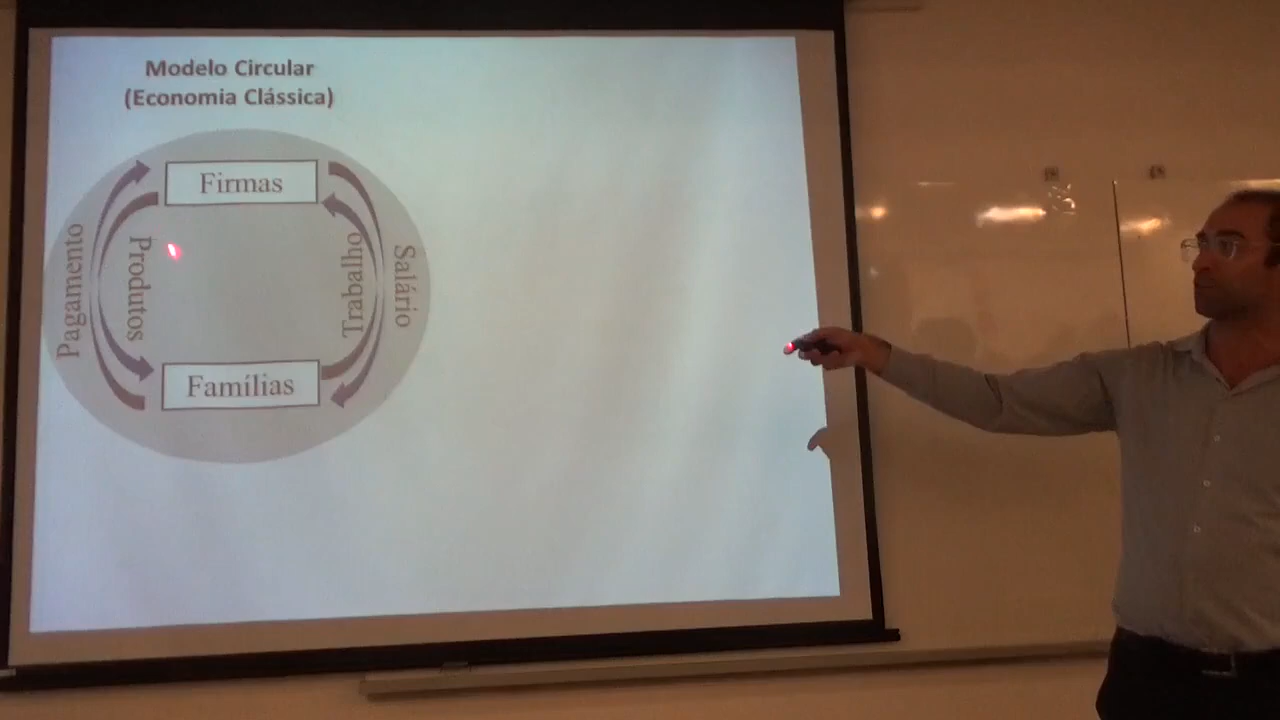 Modelo Circular
(Economia Clássica)
Firmas
Pagamento
Produtos
Trabalho
Salário
Famílias